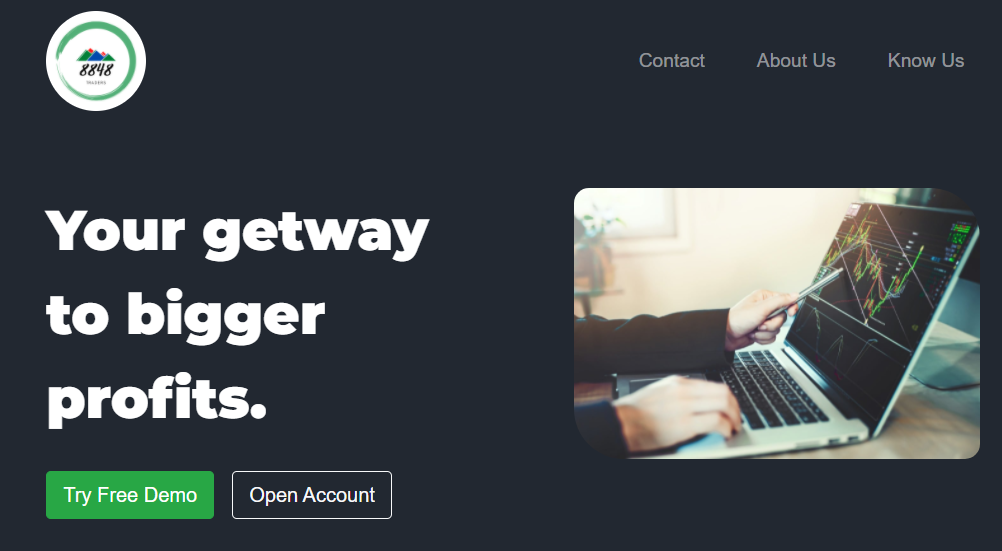 8848
TRADERS
Contact
About Us
Know Us
Your getway
to bigger
profits.
Try Free Demo
Open Account